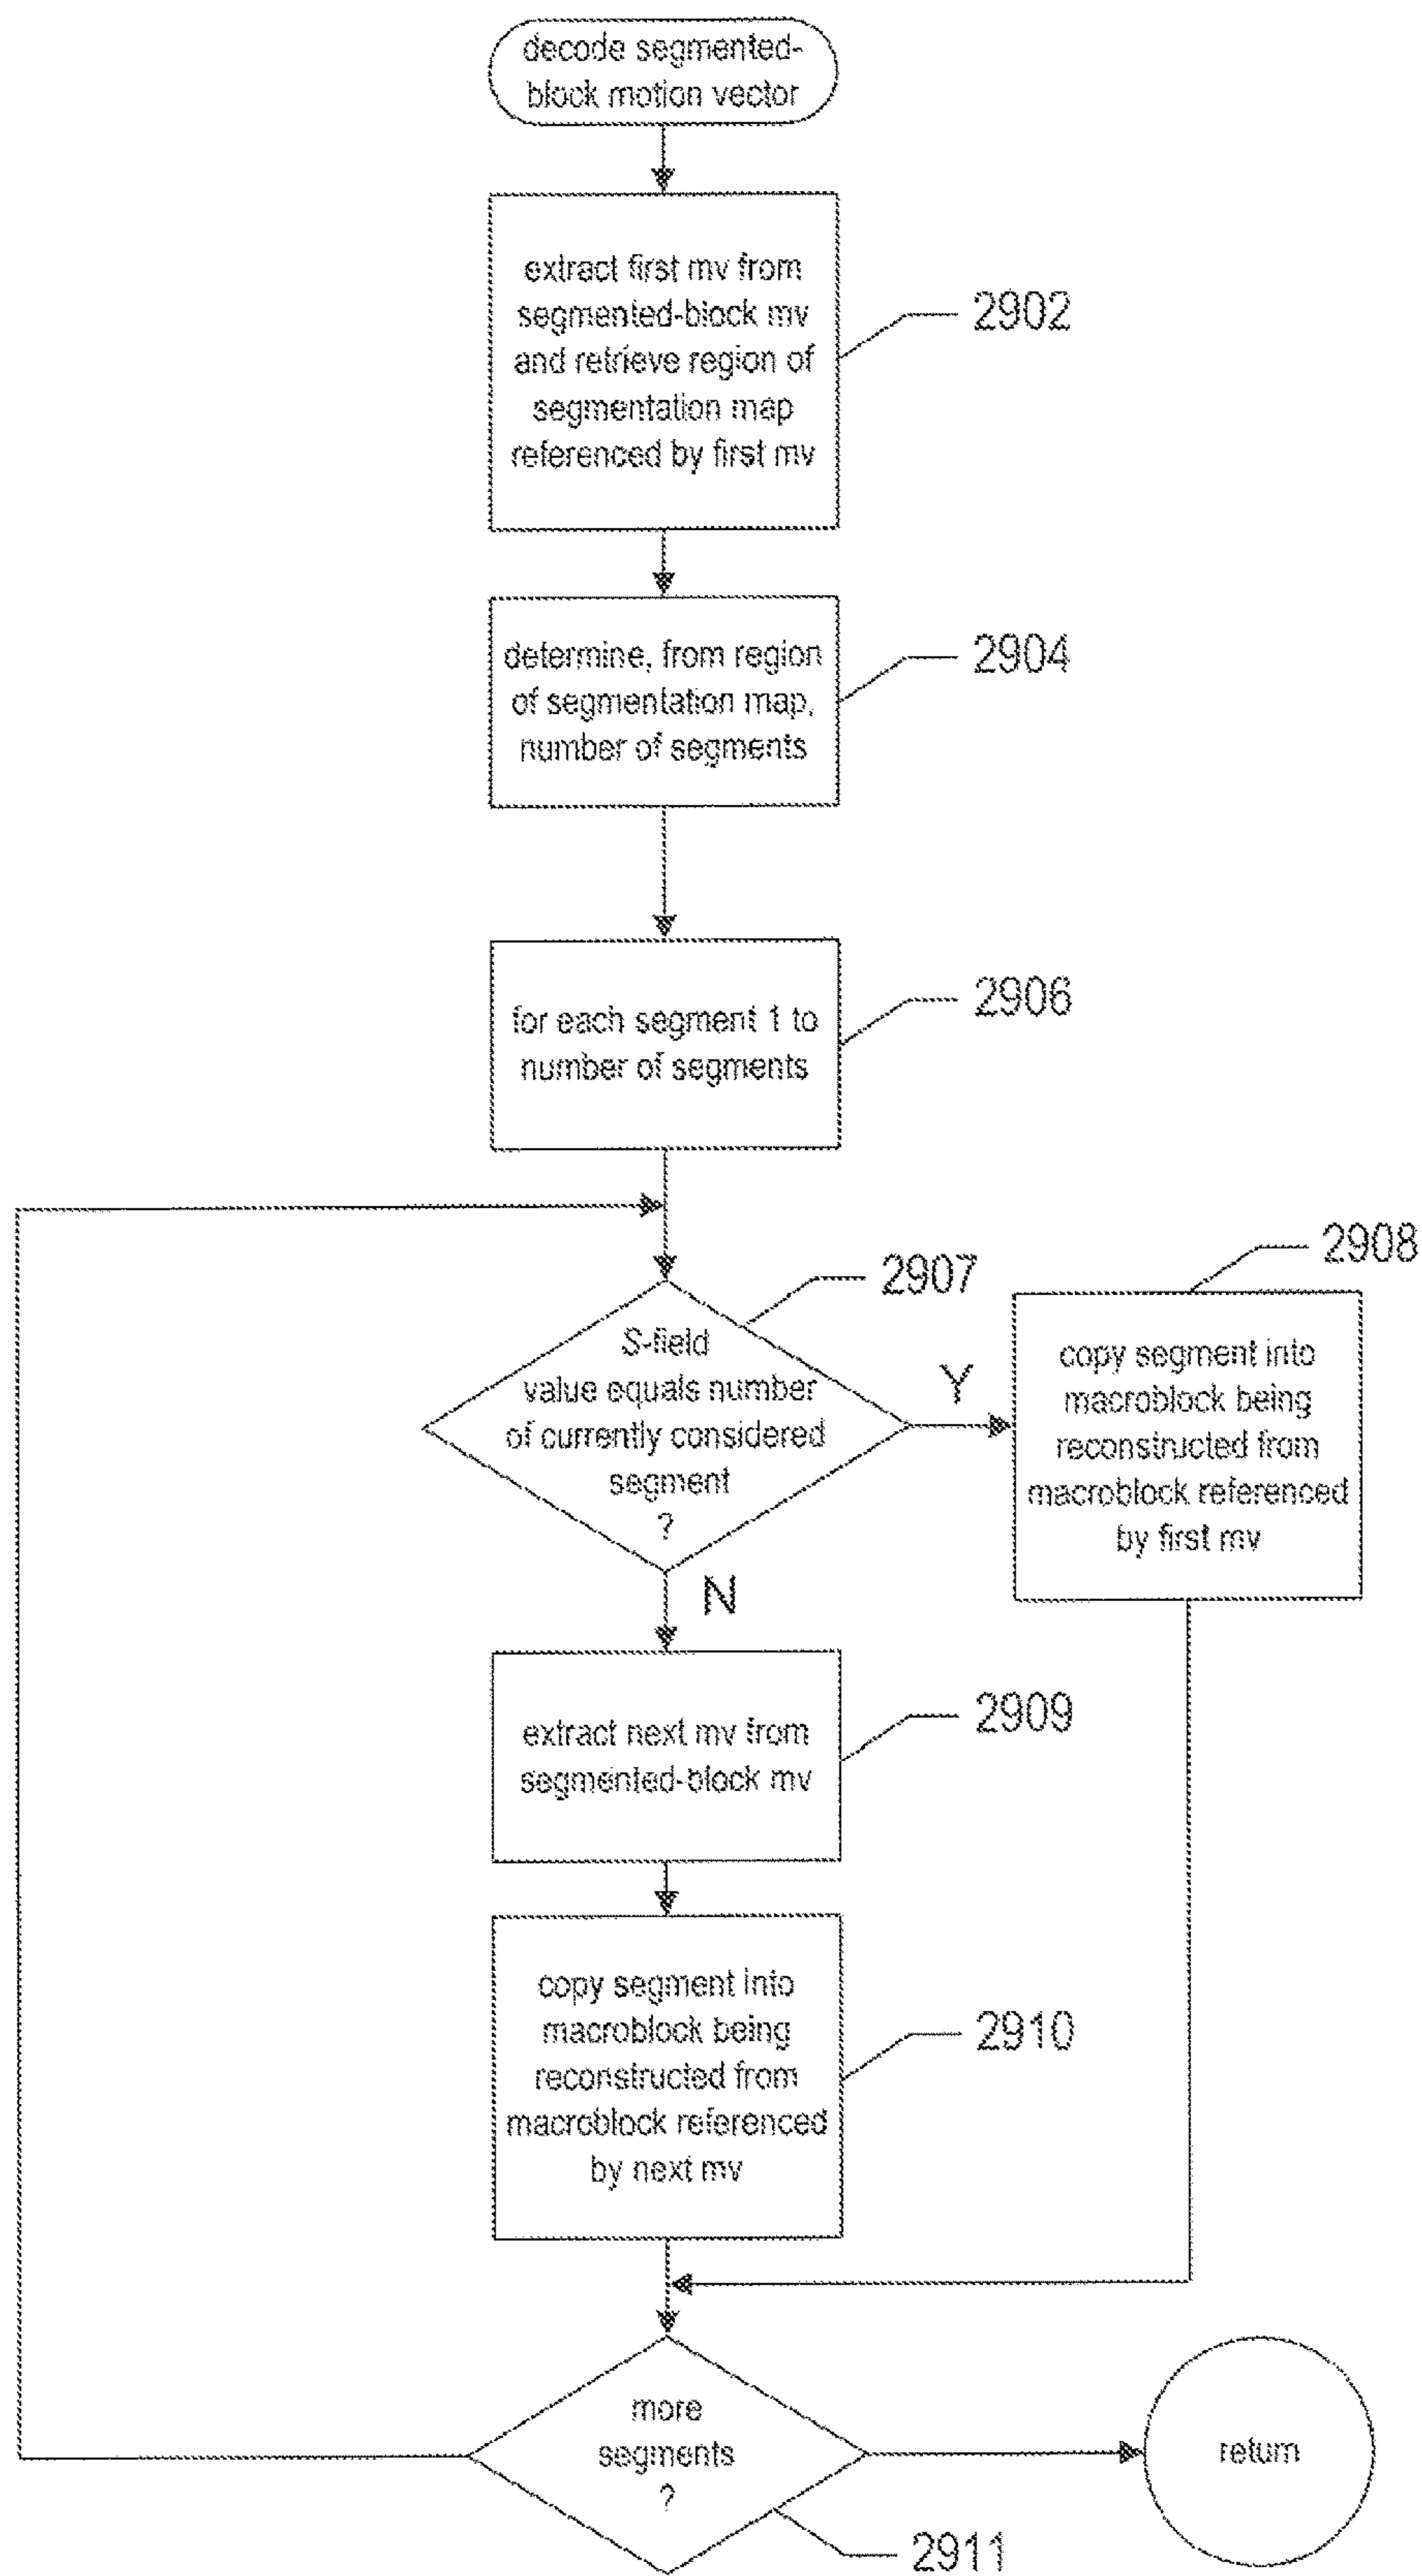 decode segmented-
block motion vector
extract first mv from
segmented-block mv
and retrieve region of
segmentation map
referenced by first mv
2902
determine, from region
of segmentation map,
number of segments
2904
for each segment 1 to
number of segments
2906
2907
S-field
value equals number
of currently considered
segment
?
Y
2908
copy segment into
macroblock being
reconstructed from
macroblock referenced
by first mv
N
extract next mv from
segmented-block mv
2909
copy segment into
macroblock being
reconstructed from
macroblock referenced
by next mv
2910
more
segments
?
return
2911